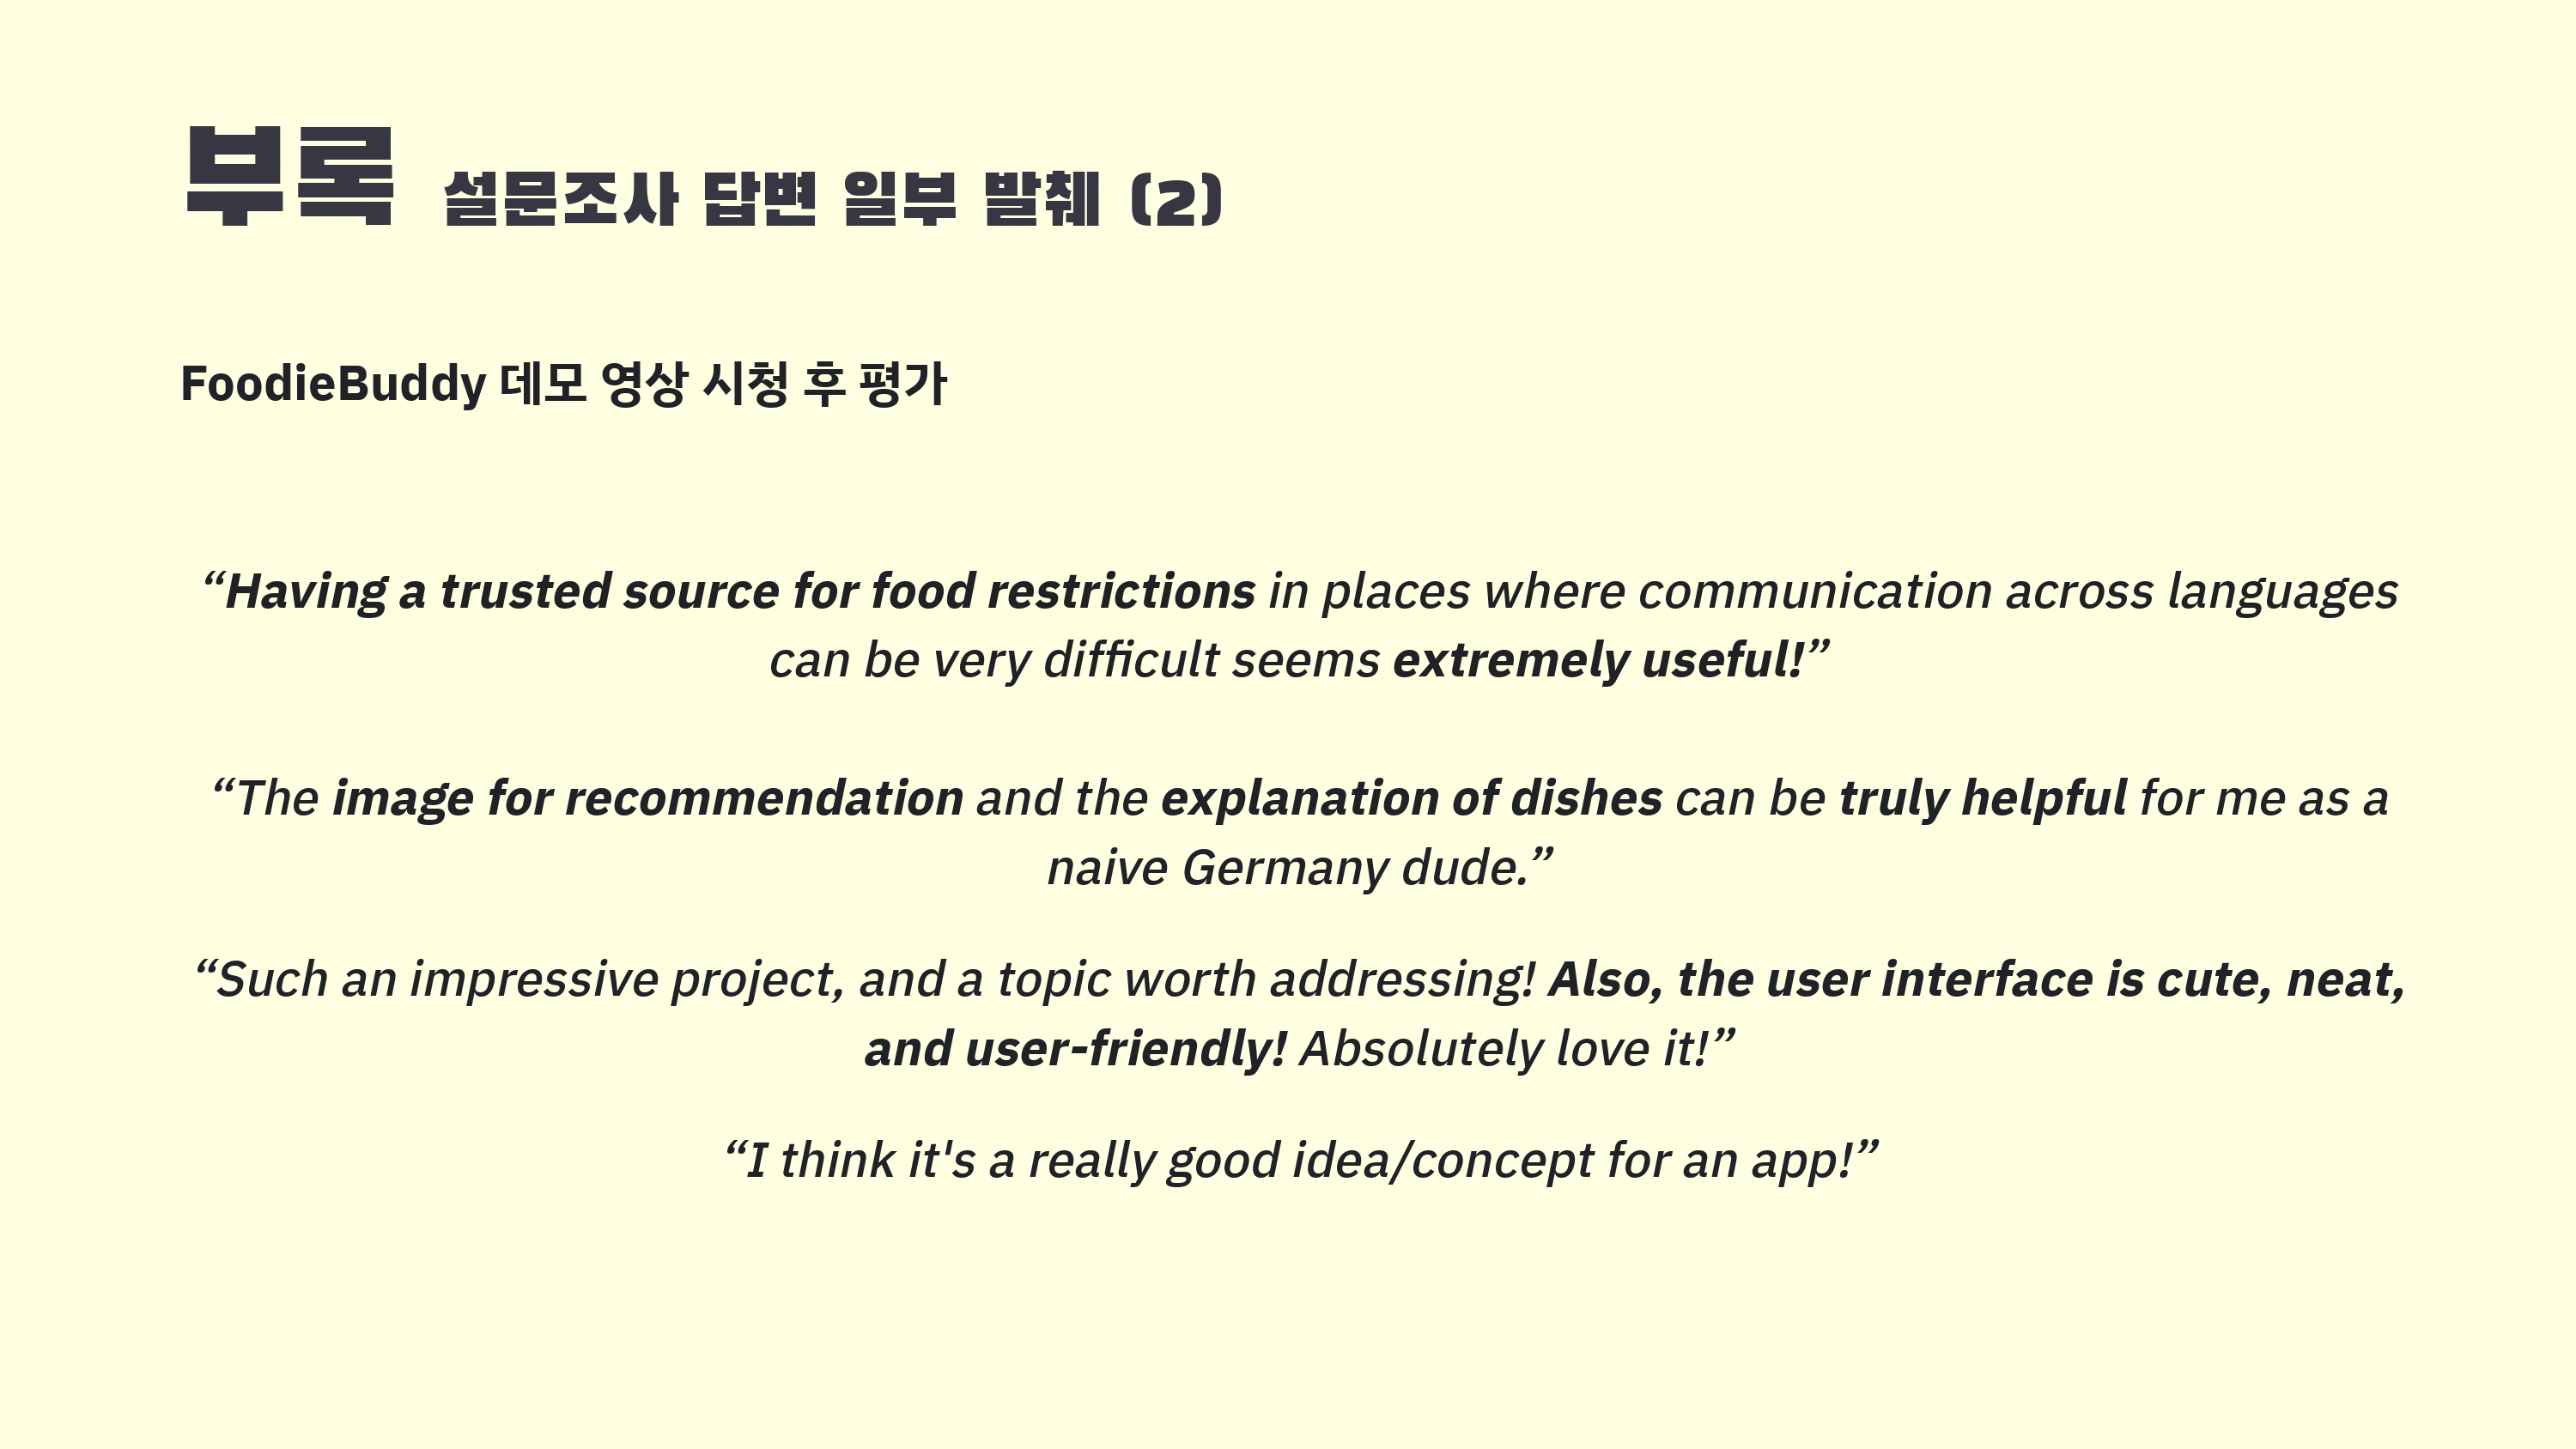 부록 설문조사 답변 일부 발췌 (2)
FoodieBuddy 데모 영상 시청 후 평가
“Having a trusted source for food restrictions in places where communication across languages
can be very difficult seems extremely useful!”
“The image for recommendation and the explanation of dishes can be truly helpful for me as a
naive Germany dude.”
“Such an impressive project, and a topic worth addressing! Also, the user interface is cute, neat,
and user-friendly! Absolutely love it!”
“I think it's a really good idea/concept for an app!”